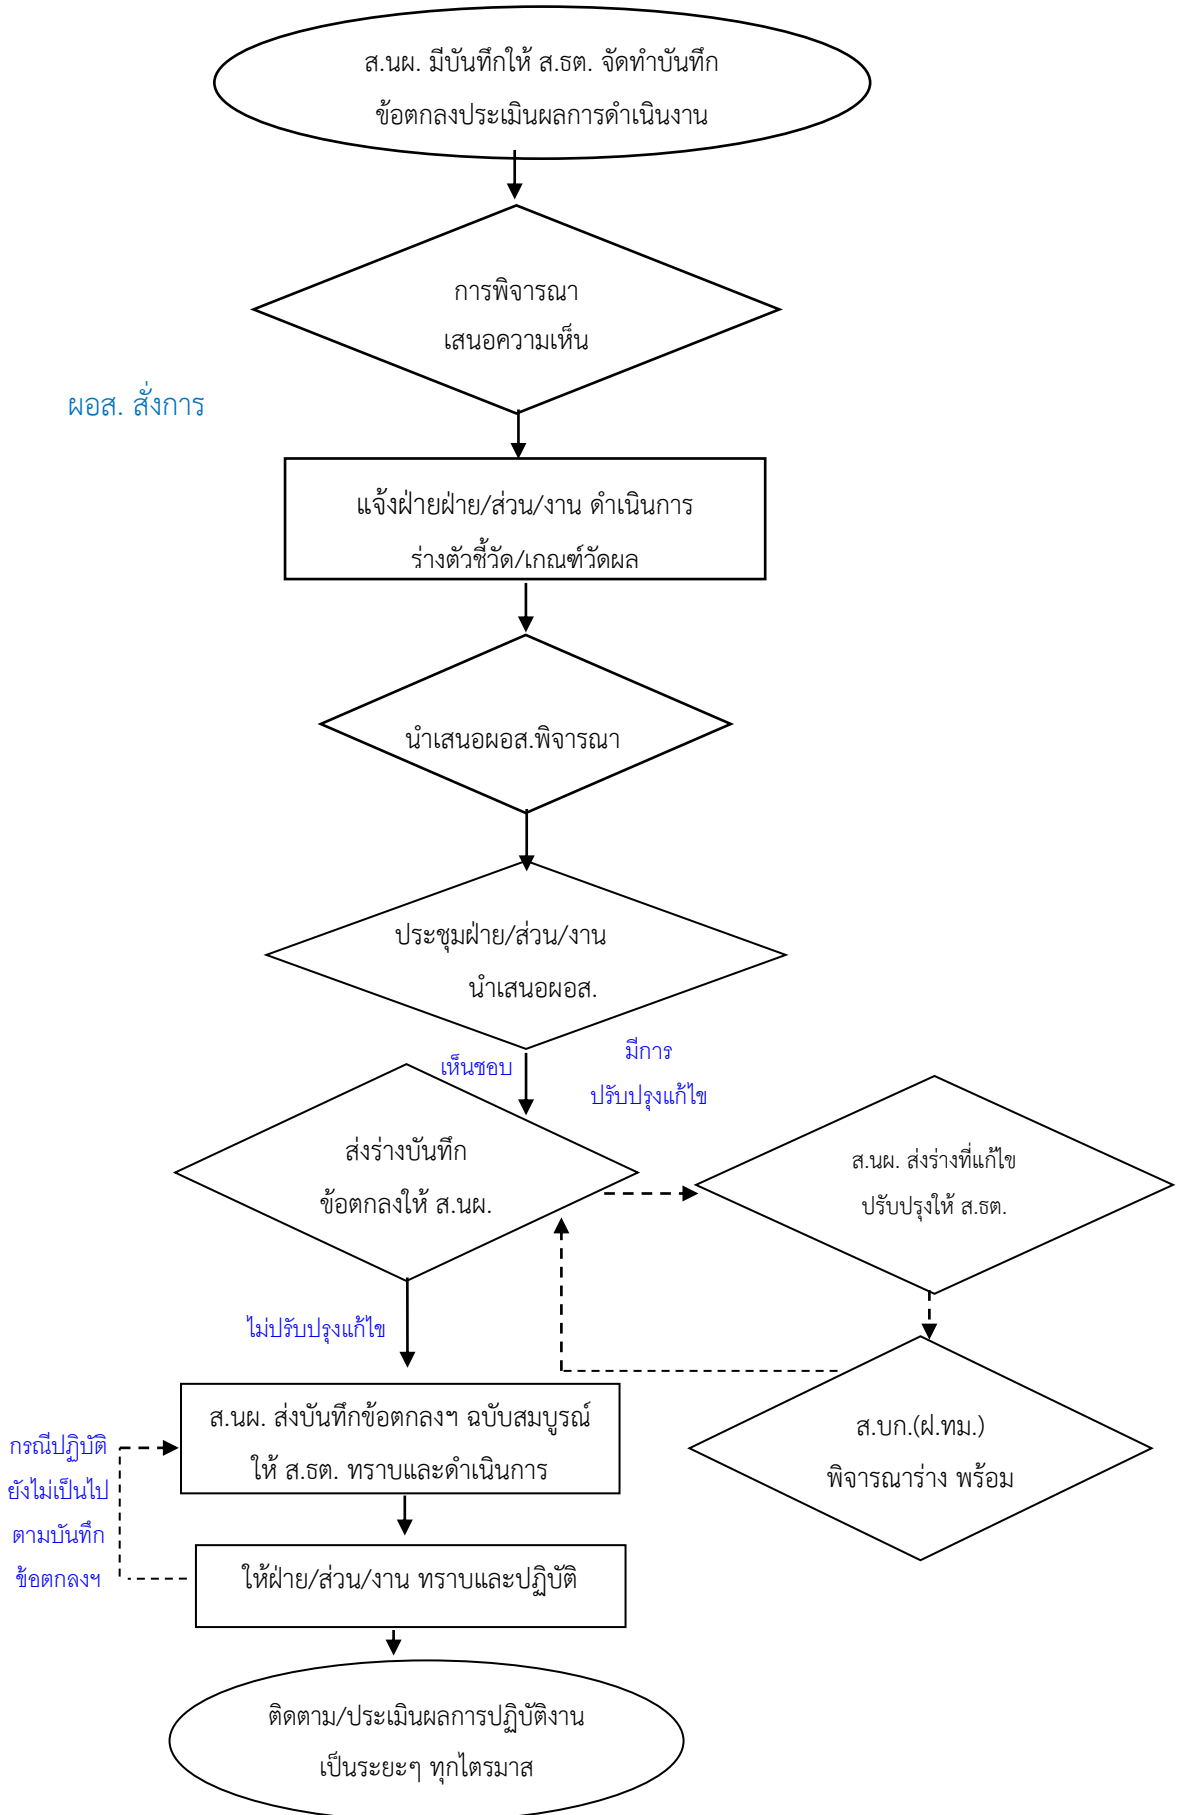 ส.นผ. มีบันทึกให้ ส.ธต. จัดทำบันทึก
ข้อตกลงประเมินผลการดำเนินงาน
การพิจารณา
เสนอความเห็น
ผอส. สั่งการ
แจ้งฝ่ายฝ่าย/ส่วน/งาน ดำเนินการ
ร่างตัวชี้วัด/เกณฑ์วัดผล
นำเสนอผอส.พิจารณา
ประชุมฝ่าย/ส่วน/งาน
นำเสนอผอส.
เห็นชอบ
มีการ
ปรับปรุงแก้ไข
ส่งร่างบันทึก
ข้อตกลงให้ ส.นผ.
ส.นผ. ส่งร่างที่แก้ไข
ปรับปรุงให้ ส.ธต.
ไม่ปรับปรุงแก้ไข
ส.บก.(ฝ.ทม.)
พิจารณาร่าง พร้อม
ส.นผ. ส่งบันทึกข้อตกลงฯ ฉบับสมบูรณ์
ให้ ส.ธต. ทราบและดำเนินการ
กรณีปฏิบัติ
ยังไม่เป็นไป
ตามบันทึก
ข้อตกลงฯ
ให้ฝ่าย/ส่วน/งาน ทราบและปฏิบัติ
ติดตาม/ประเมินผลการปฏิบัติงาน
เป็นระยะๆ ทุกไตรมาส